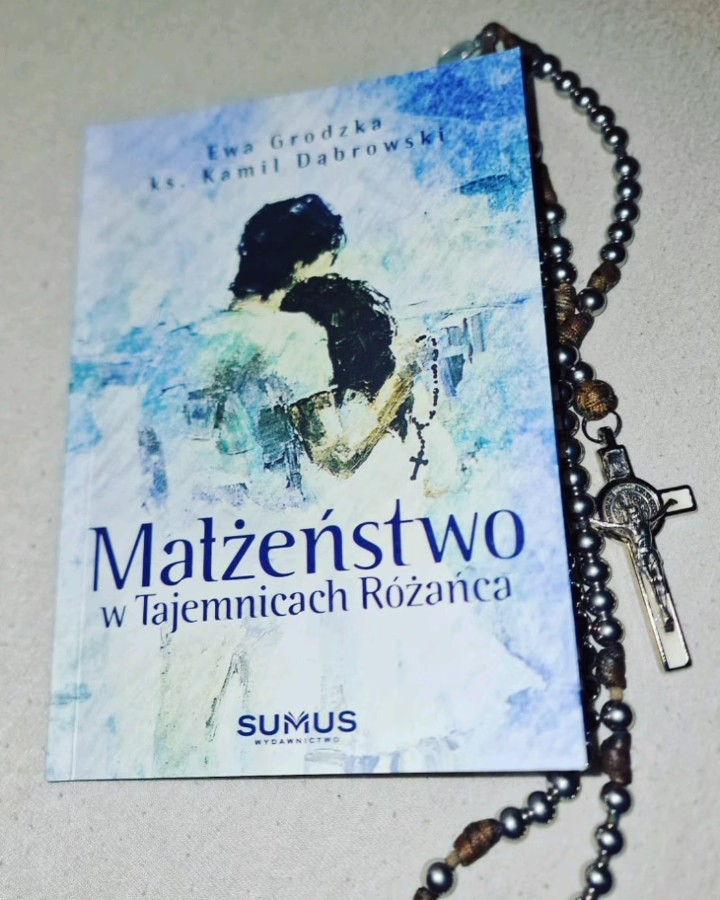 Ewa Grodzka
ks. Kamil Dąbrowski
Małżeństwo
w Tajemnicach Różańca
SUMUS
WYDAWNICTWO